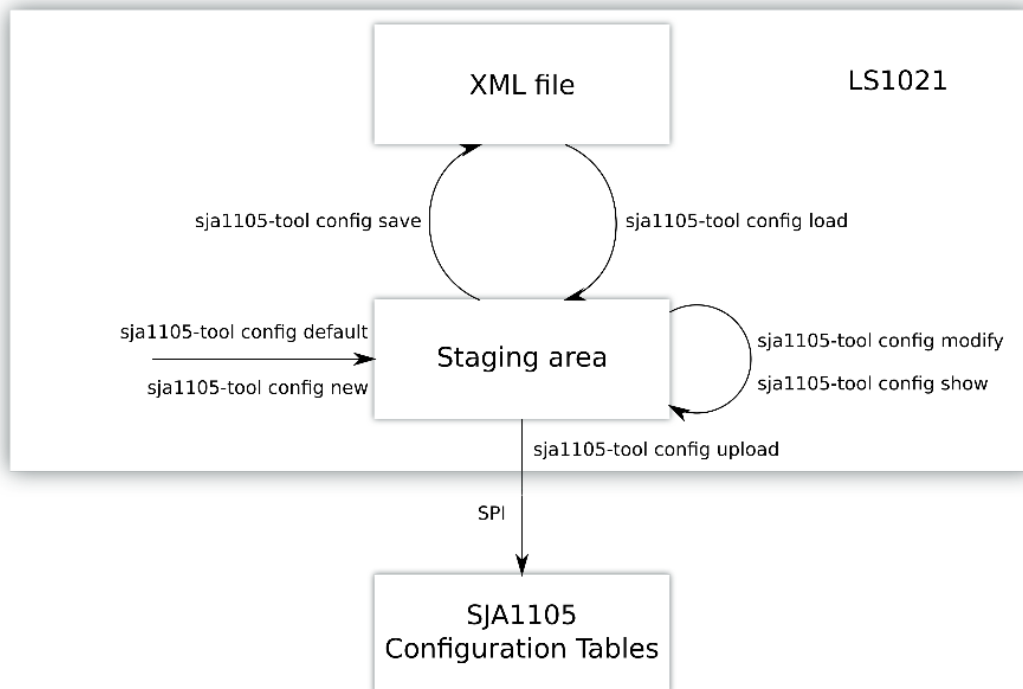 XML file
LS1021
sja1105-tool config save
sja1105-tool config load
sja1105-tool config default
sja1105-tool config new
Staging area
sja1105-tool config modify
sja1105-tool config show
sja1105-tool config upload
SPI
SJA1105
Configuration Tables